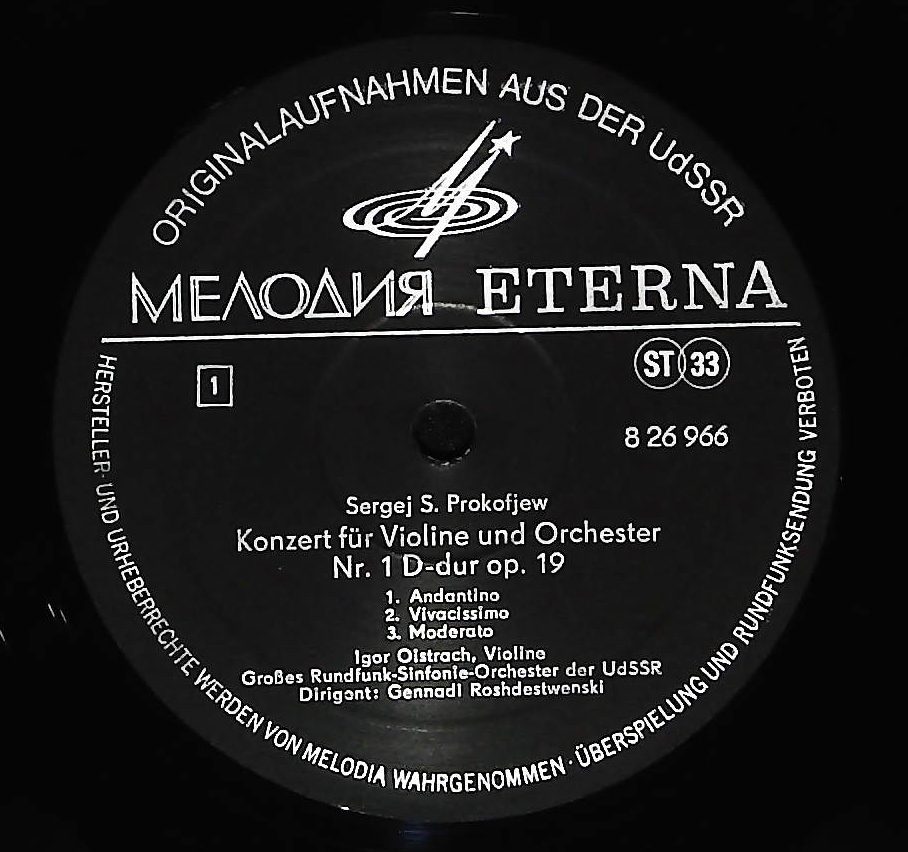 ORIGINALAUFNAHMEN AUS DER UdSSR
МЕЛОДИЯ ETERNA
1
ST 33
8 26 966
Sergej S. Prokofjew
Konzert für Violine und Orchester
Nr. 1 D-dur op. 19
1. Andantino
2. Vivacissimo
3. Moderato
Igor Oistrach, Violine
Großes Rundfunk-Sinfonie-Orchester der UdSSR
Dirigent: Gennadi Roshdestwenski
HERSTELLER- UND URHEBERRECHTE WERDEN VON MELODIA WAHRGENOMMEN · ÜBERSPIELUNG UND RUNDFUNKSENDUNG VERBOTEN